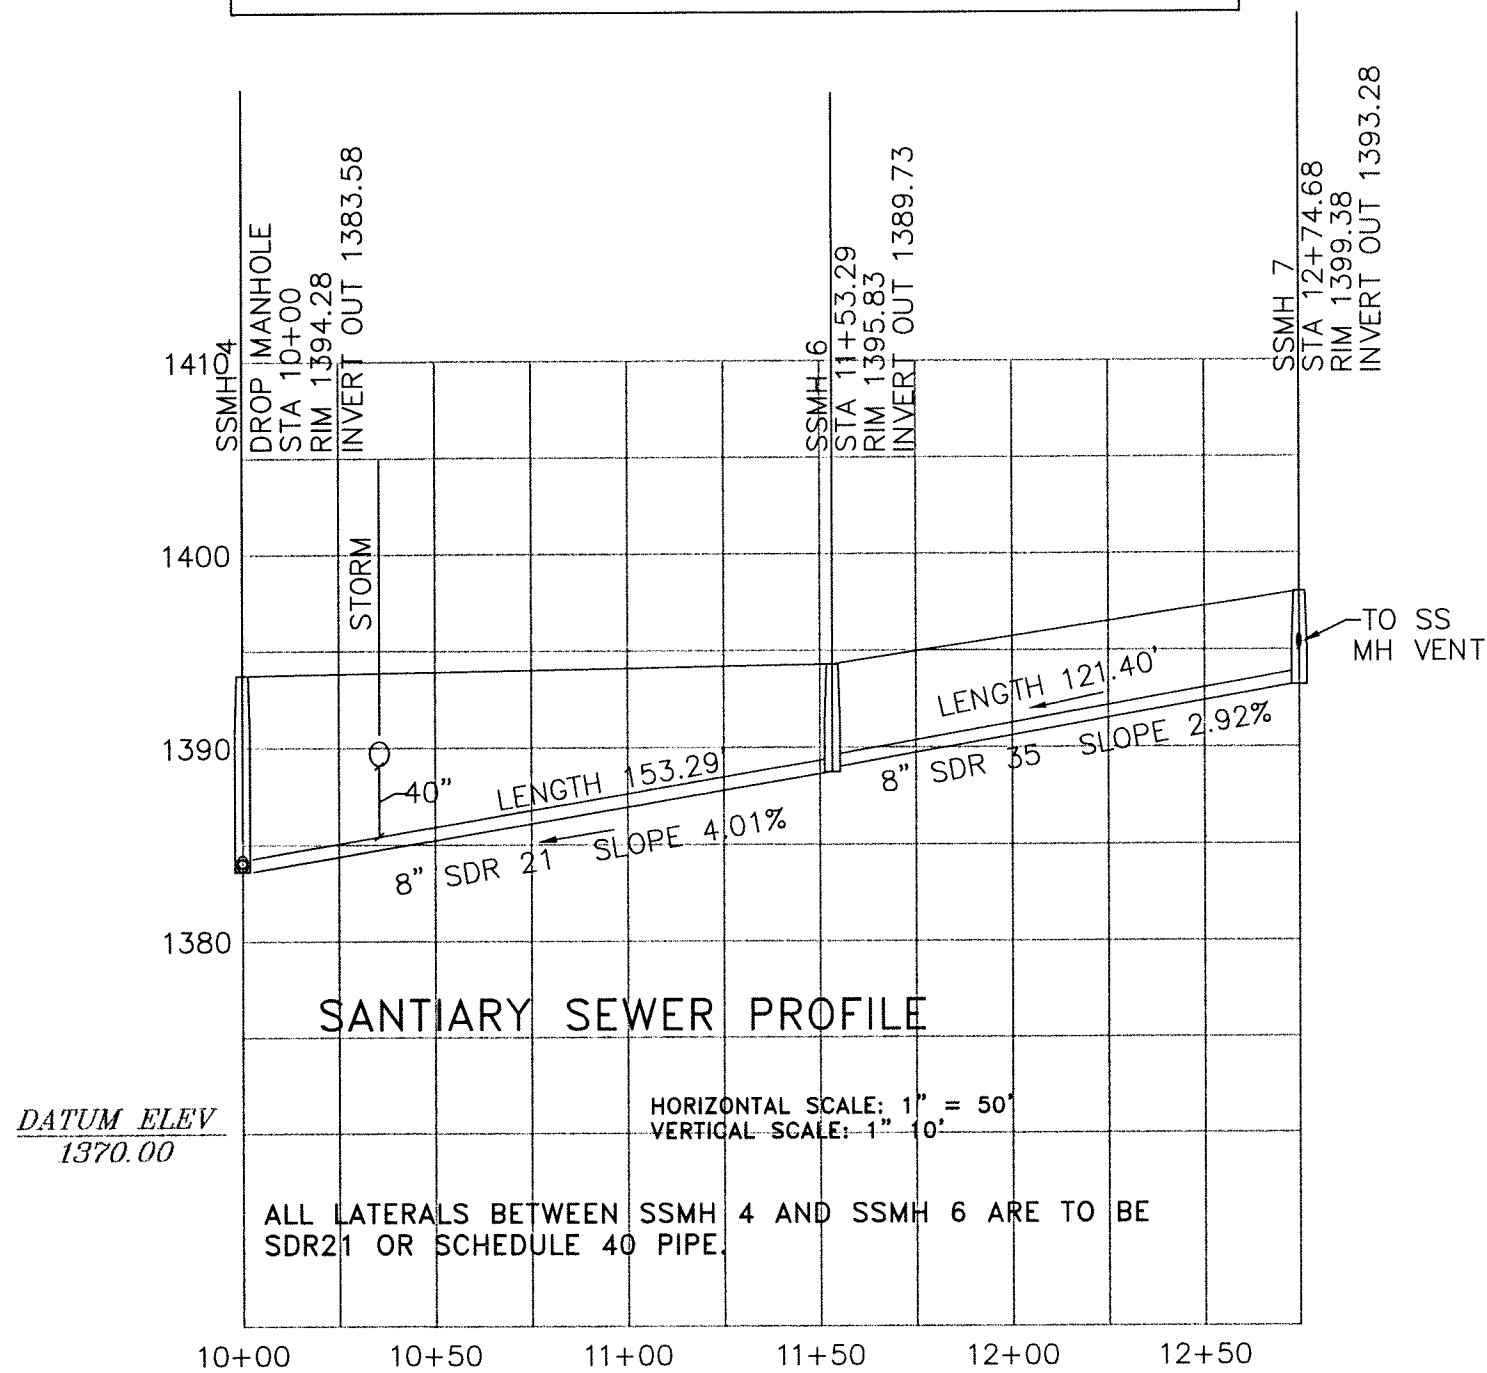 SSMH 4
DROP MANHOLE
STA 10+00
RIM 1394.28
INVERT OUT 1383.58
SSMH 6
STA 11+53.29
RIM 1395.83
INVERT OUT 1389.73
SSMH 7
STA 12+74.68
RIM 1399.38
INVERT OUT 1393.28
1410
1400
1390
1380
STORM
40"
LENGTH 153.29'
8" SDR 21 SLOPE 4.01%
LENGTH 121.40'
8" SDR 35 SLOPE 2.92%
TO SS
MH VENT
SANTIARY SEWER PROFILE
DATUM ELEV
1370.00
HORIZONTAL SCALE: 1" = 50'
VERTICAL SCALE: 1" 10'
ALL LATERALS BETWEEN SSMH 4 AND SSMH 6 ARE TO BE
SDR21 OR SCHEDULE 40 PIPE.
10+00 10+50 11+00 11+50 12+00 12+50